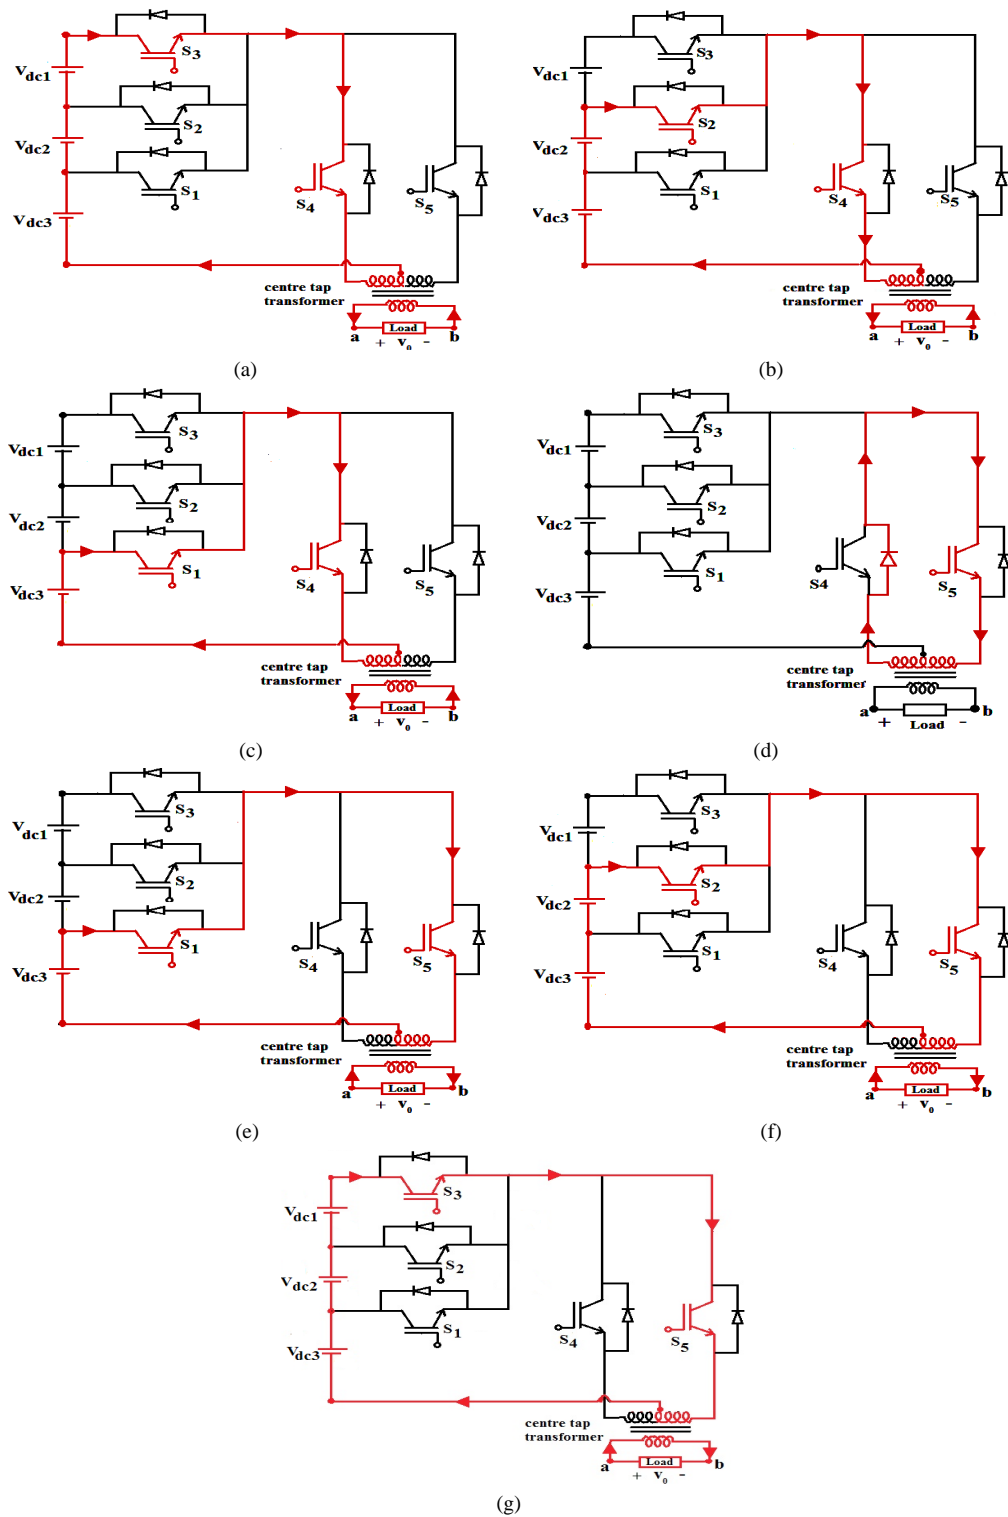 S3
Vdc1
S2
Vdc2
S1
S4
S5
Vdc3
centre tap
transformer
Load
a + v0 - b
(a)
S3
Vdc1
S2
Vdc2
S1
S4
S5
Vdc3
centre tap
transformer
Load
a + v0 - b
(b)
S3
Vdc1
S2
Vdc2
S1
S4
S5
Vdc3
centre tap
transformer
Load
a + v0 - b
(c)
S3
Vdc1
S2
Vdc2
S1
S4
S5
Vdc3
centre tap
transformer
a b
+ Load -
(d)
S3
Vdc1
S2
Vdc2
S1
S4
S5
Vdc3
centre tap
transformer
Load
a + v0 - b
(e)
S3
Vdc1
S2
Vdc2
S1
S4
S5
Vdc3
centre tap
transformer
Load
a + v0 - b
(f)
S3
Vdc1
S2
Vdc2
S1
S4
S5
Vdc3
centre tap
transformer
Load
a + v0 - b
(g)